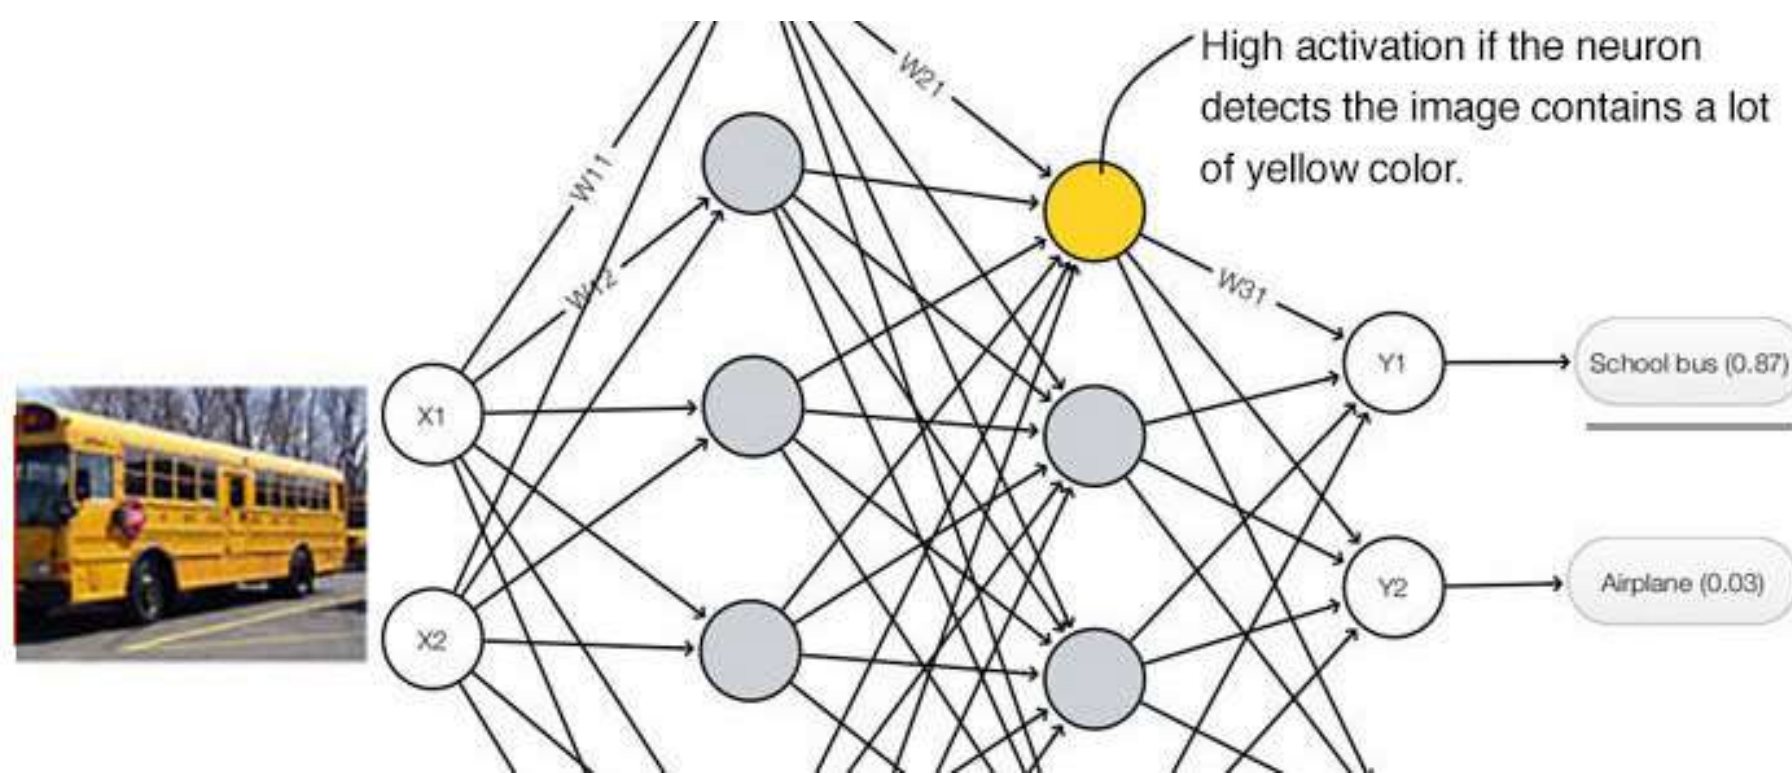 High activation if the neuron
detects the image contains a lot
of yellow color.
W21
W11
W12
W31
X1
Y1
School bus (0.87)
X2
Y2
Airplane (0.03)